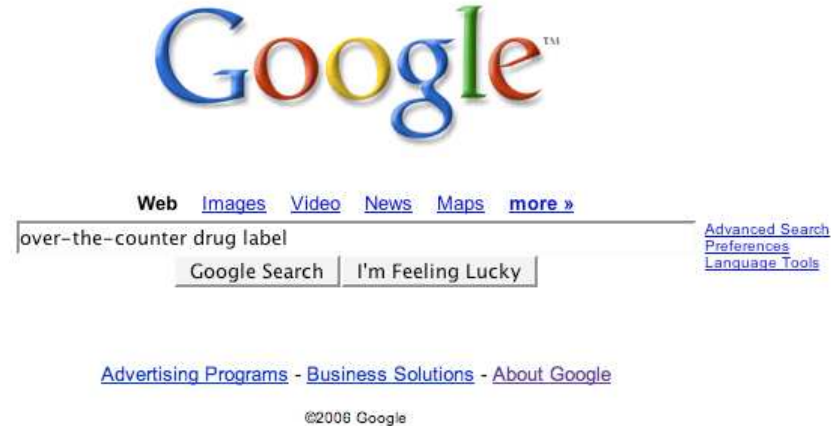 Google™
Web Images Video News Maps more »
over-the-counter drug label
Advanced Search
Preferences
Language Tools
Google Search I'm Feeling Lucky
Advertising Programs - Business Solutions - About Google
©2006 Google